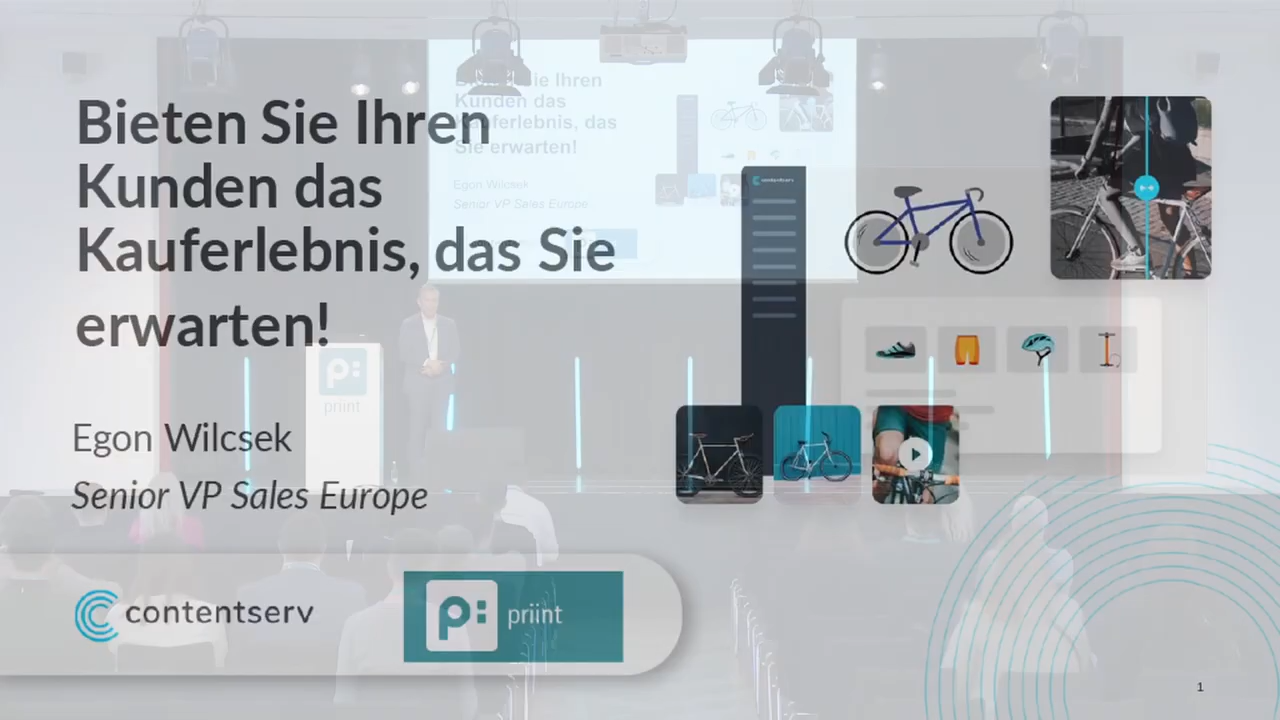 Bieten Sie Ihren
Kunden das
Kauferlebnis, das Sie
erwarten!
Egon Wilcsek
Senior VP Sales Europe
contentserv
p: priint
1
contentserv
Bieten Sie Ihren
Kunden das
Kauferlebnis, das
Sie erwarten!
Egon Wilcsek
Senior VP Sales Europe
p:
priint